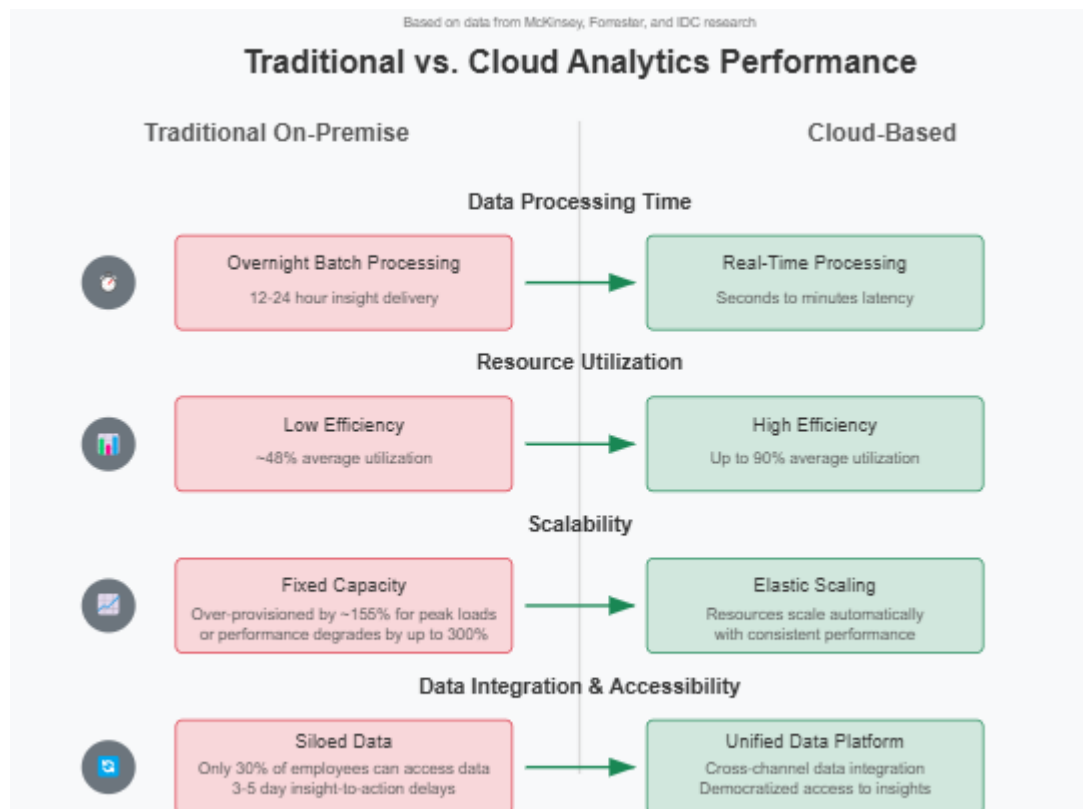 Based on data from McKinsey, Forrester, and IDC research
Traditional vs. Cloud Analytics Performance
Traditional On-Premise
Cloud-Based
Data Processing Time
Overnight Batch Processing
12-24 hour insight delivery
Real-Time Processing
Seconds to minutes latency
Resource Utilization
Low Efficiency
~48% average utilization
High Efficiency
Up to 90% average utilization
Scalability
Fixed Capacity
Over-provisioned by ~155% for peak loads
or performance degrades by up to 300%
Elastic Scaling
Resources scale automatically
with consistent performance
Data Integration & Accessibility
Siloed Data
Only 30% of employees can access data
3-5 day insight-to-action delays
Unified Data Platform
Cross-channel data integration
Democratized access to insights